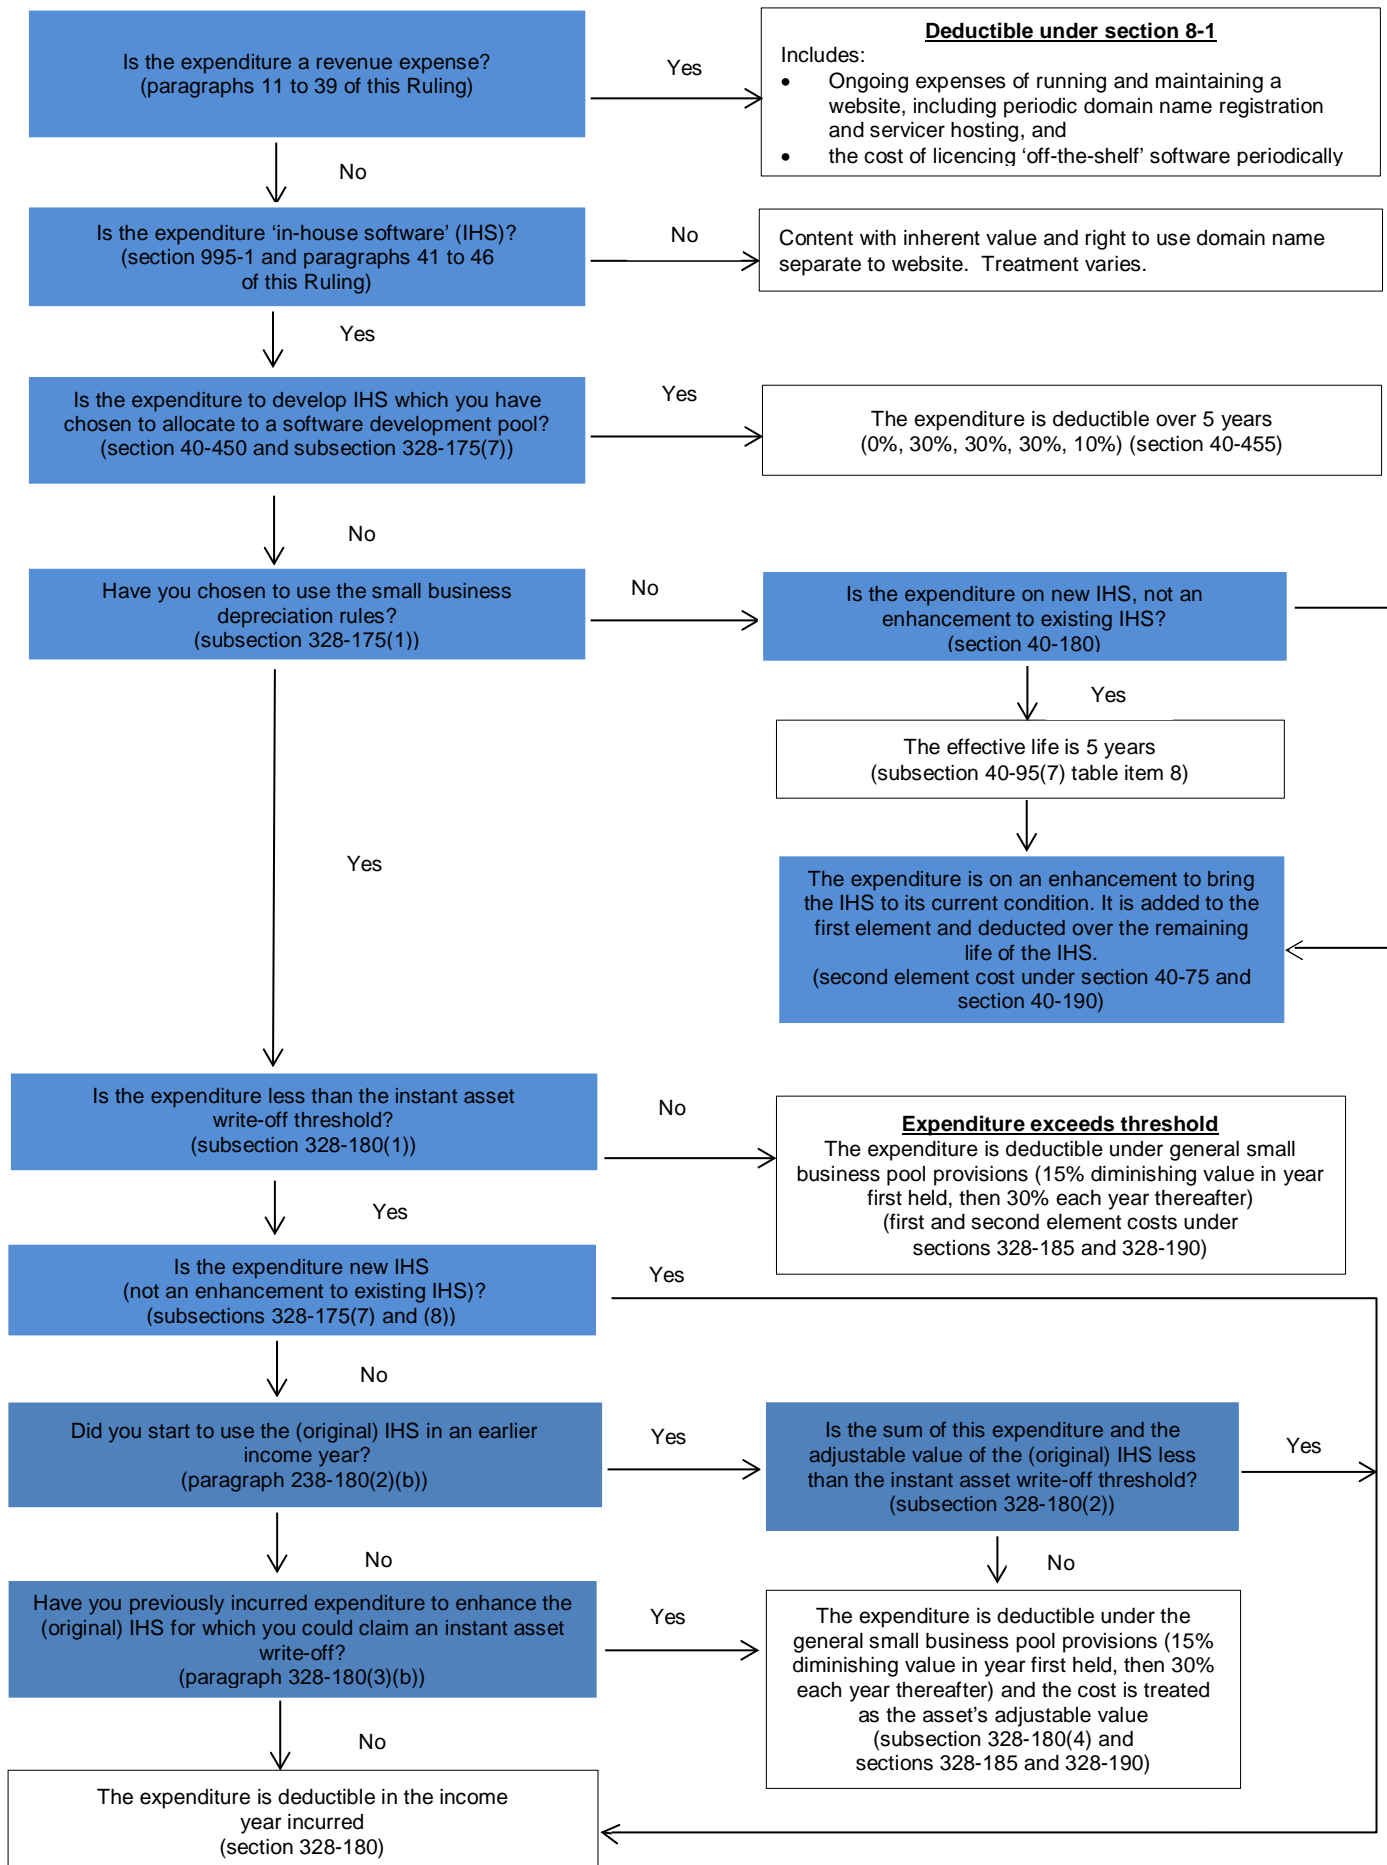 Is the expenditure a revenue expense?
(paragraphs 11 to 39 of this Ruling)
Yes
Deductible under section 8-1
Includes:
• Ongoing expenses of running and maintaining a
website, including periodic domain name registration
and servicer hosting, and
• the cost of licencing ‘off-the-shelf’ software periodically
No
Is the expenditure ‘in-house software’ (IHS)?
(section 995-1 and paragraphs 41 to 46
of this Ruling)
No
Content with inherent value and right to use domain name
separate to website. Treatment varies.
Yes
Is the expenditure to develop IHS which you have
chosen to allocate to a software development pool?
(section 40-450 and subsection 328-175(7))
Yes
The expenditure is deductible over 5 years
(0%, 30%, 30%, 30%, 10%) (section 40-455)
No
Have you chosen to use the small business
depreciation rules?
(subsection 328-175(1))
No
Is the expenditure on new IHS, not an
enhancement to existing IHS?
(section 40-180)
Yes
The effective life is 5 years
(subsection 40-95(7) table item 8)
Yes
The expenditure is on an enhancement to bring
the IHS to its current condition. It is added to the
first element and deducted over the remaining
life of the IHS.
(second element cost under section 40-75 and
section 40-190)
Is the expenditure less than the instant asset
write-off threshold?
(subsection 328-180(1))
No
Expenditure exceeds threshold
The expenditure is deductible under general small
business pool provisions (15% diminishing value in year
first held, then 30% each year thereafter)
(first and second element costs under
sections 328-185 and 328-190)
Yes
Is the expenditure new IHS
(not an enhancement to existing IHS)?
(subsections 328-175(7) and (8))
Yes
No
Did you start to use the (original) IHS in an earlier
income year?
(paragraph 238-180(2)(b))
Yes
Is the sum of this expenditure and the
adjustable value of the (original) IHS less
than the instant asset write-off threshold?
(subsection 328-180(2))
Yes
No
No
Have you previously incurred expenditure to enhance the
(original) IHS for which you could claim an instant asset
write-off?
(paragraph 328-180(3)(b))
Yes
The expenditure is deductible under the
general small business pool provisions (15%
diminishing value in year first held, then 30%
each year thereafter) and the cost is treated
as the asset’s adjustable value
(subsection 328-180(4) and
sections 328-185 and 328-190)
No
The expenditure is deductible in the income
year incurred
(section 328-180)